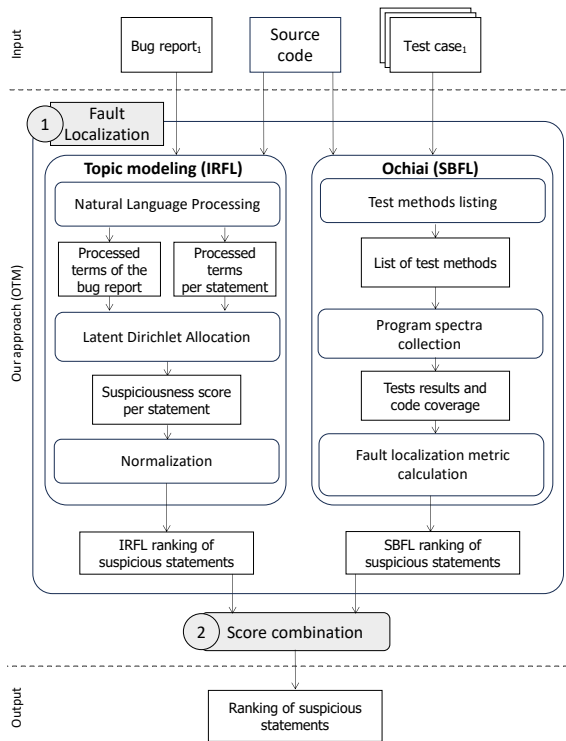 Input
Bug report₁
Source
code
Test case₁
Our approach (OTM)
1
Fault
Localization
Topic modeling (IRFL)
Natural Language Processing
Processed
terms of the
bug report
Processed
terms
per statement
Latent Dirichlet Allocation
Suspiciousness score
per statement
Normalization
IRFL ranking of
suspicious statements
Ochiai (SBFL)
Test methods listing
List of test methods
Program spectra
collection
Tests results and
code coverage
Fault localization metric
calculation
SBFL ranking of
suspicious statements
2
Score combination
Output
Ranking of suspicious
statements